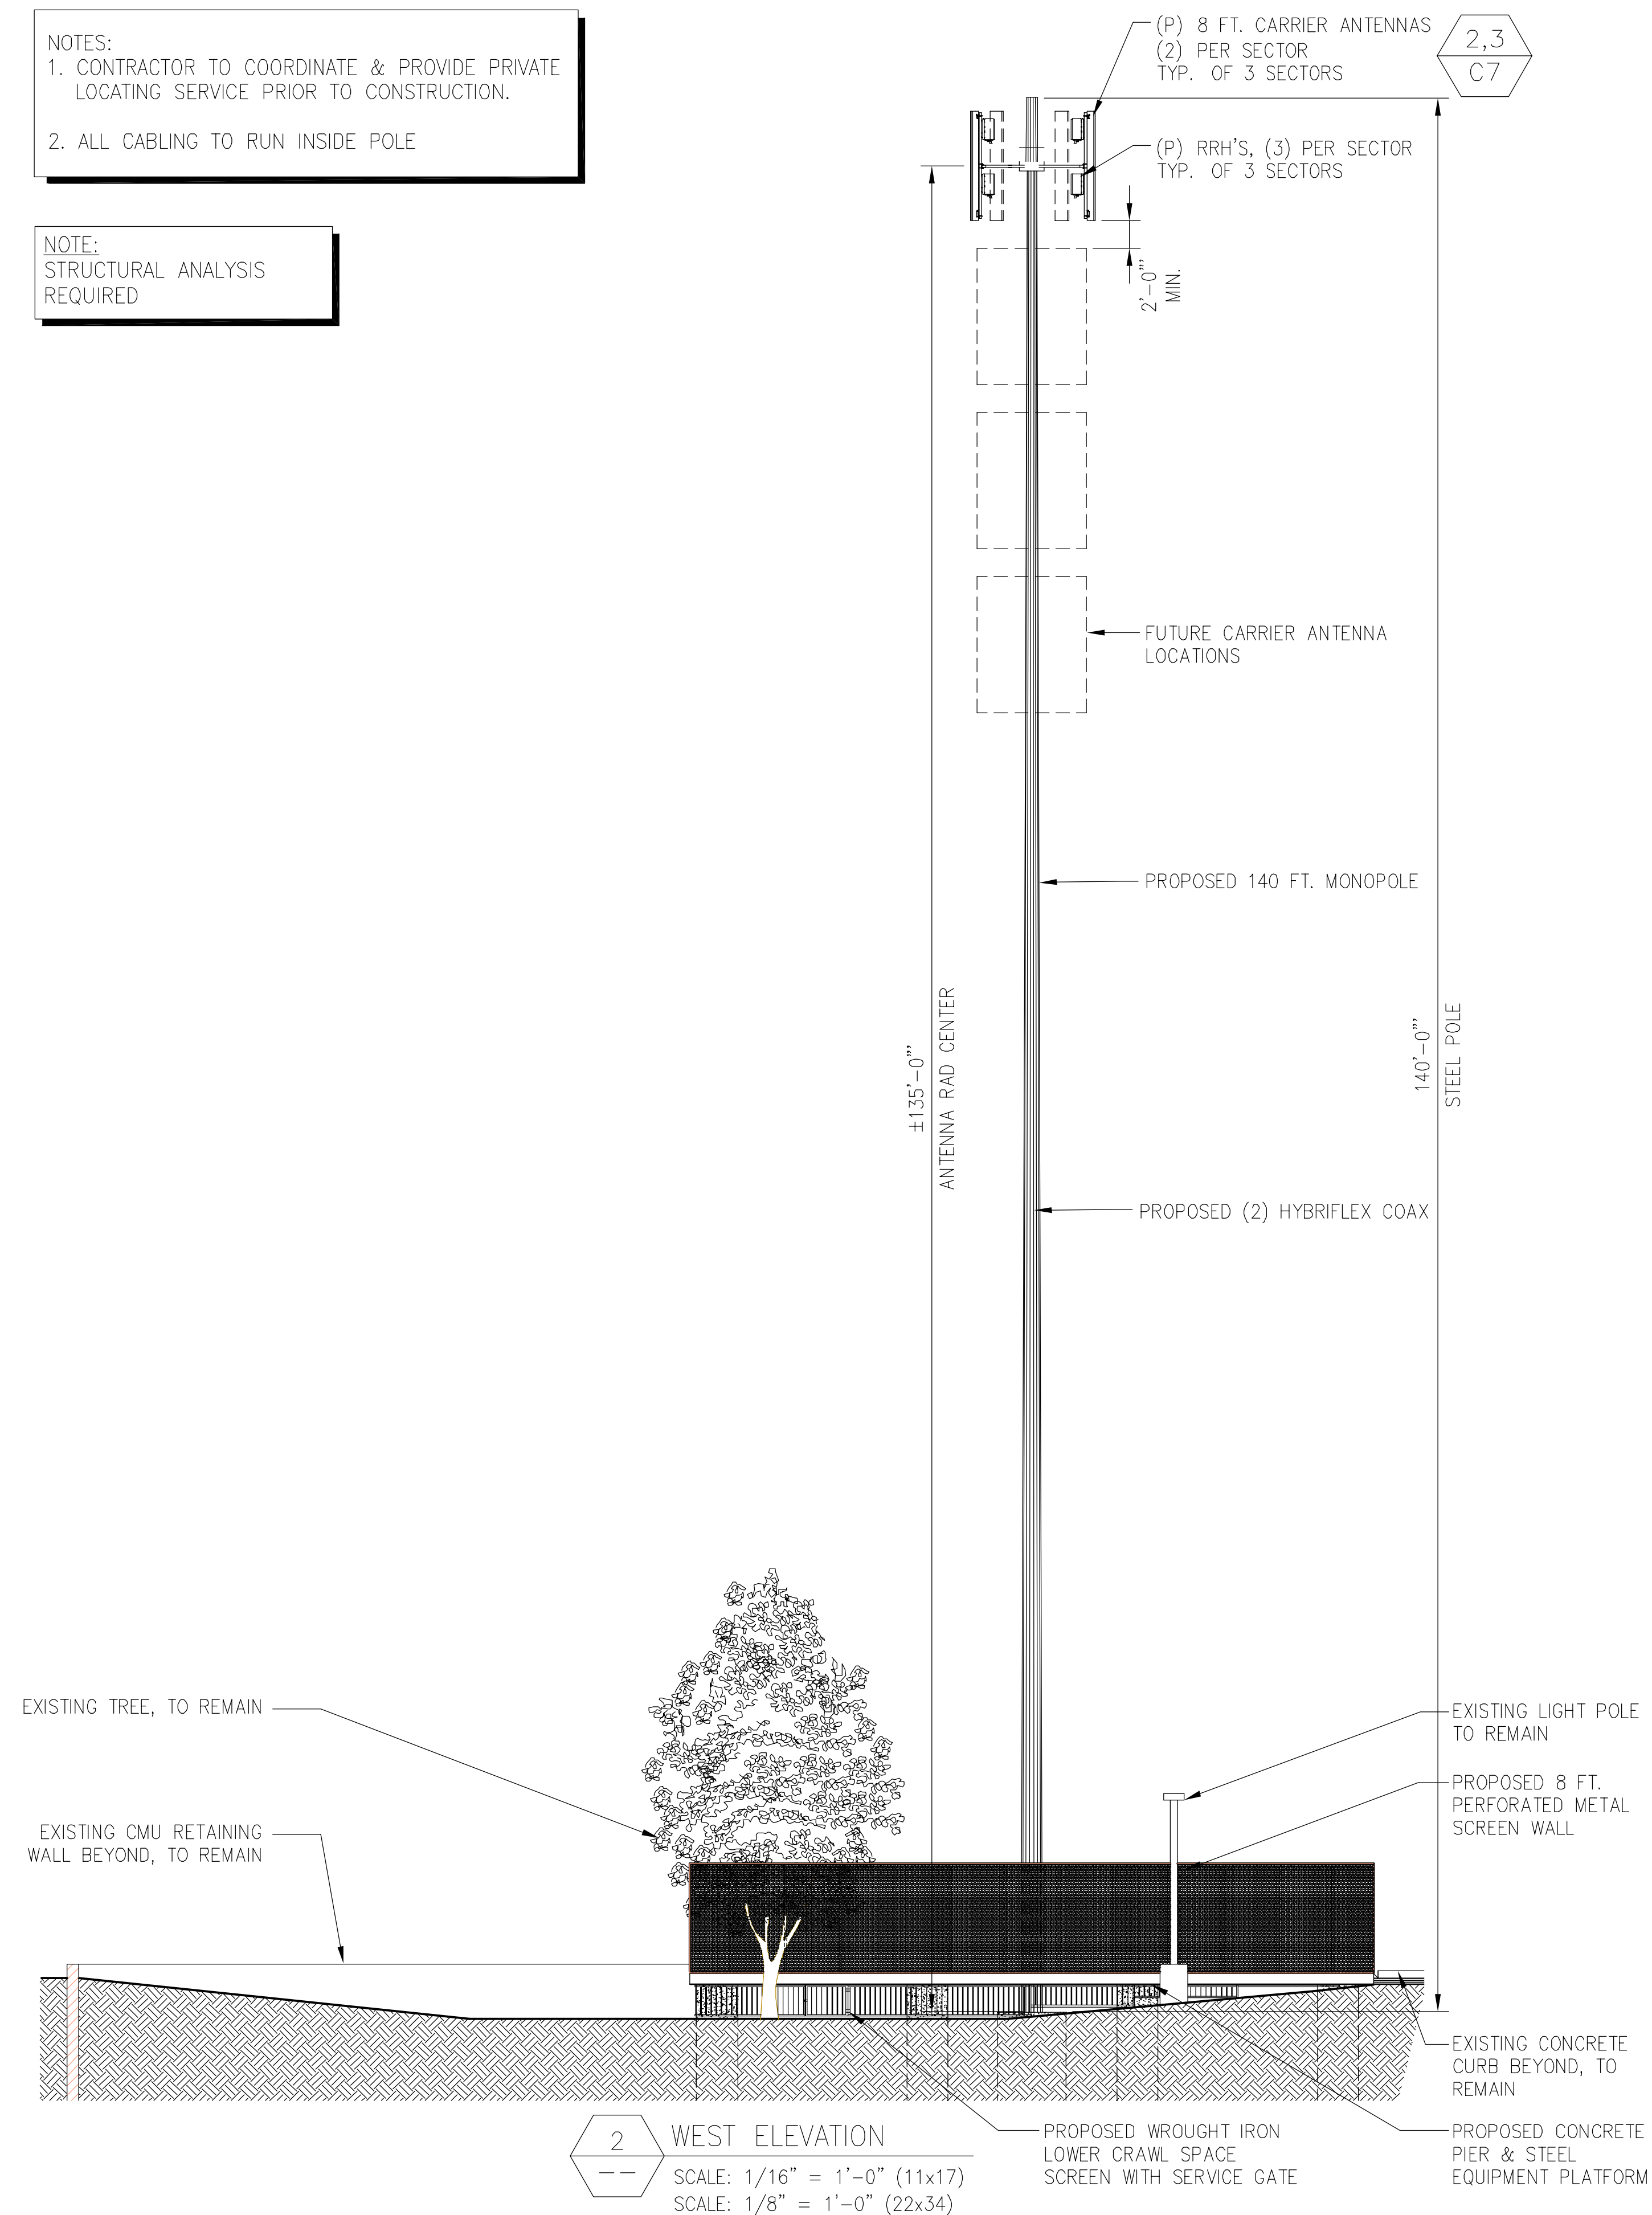 NOTES:
1. CONTRACTOR TO COORDINATE & PROVIDE PRIVATE
LOCATING SERVICE PRIOR TO CONSTRUCTION.
2. ALL CABLING TO RUN INSIDE POLE
NOTE:
STRUCTURAL ANALYSIS
REQUIRED
(P) 8 FT. CARRIER ANTENNAS
(2) PER SECTOR
TYP. OF 3 SECTORS
2,3
C7
(P) RRH'S, (3) PER SECTOR
TYP. OF 3 SECTORS
2'-0"'
MIN.
FUTURE CARRIER ANTENNA
LOCATIONS
PROPOSED 140 FT. MONOPOLE
±135'-0"'
ANTENNA RAD CENTER
140'-0"'
STEEL POLE
PROPOSED (2) HYBRIFLEX COAX
EXISTING TREE, TO REMAIN
EXISTING CMU RETAINING
WALL BEYOND, TO REMAIN
EXISTING LIGHT POLE
TO REMAIN
PROPOSED 8 FT.
PERFORATED METAL
SCREEN WALL
EXISTING CONCRETE
CURB BEYOND, TO
REMAIN
PROPOSED CONCRETE
PIER & STEEL
EQUIPMENT PLATFORM
PROPOSED WROUGHT IRON
LOWER CRAWL SPACE
SCREEN WITH SERVICE GATE
2
--
WEST ELEVATION
SCALE: 1/16" = 1'-0" (11x17)
SCALE: 1/8" = 1'-0" (22x34)